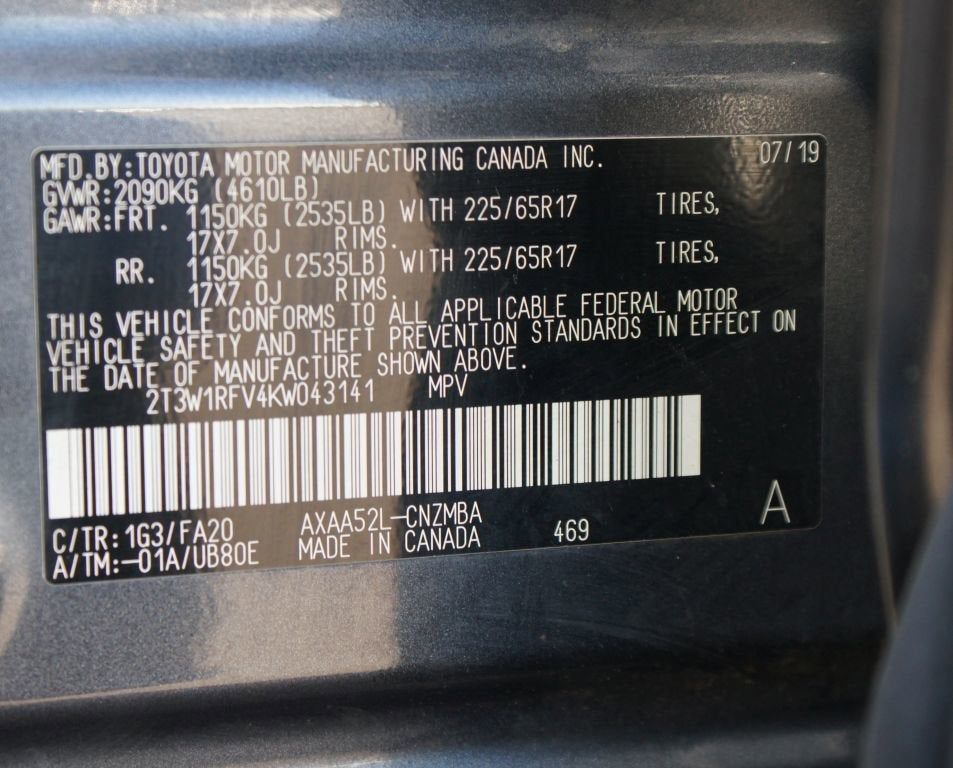 MFD.BY:TOYOTA MOTOR MANUFACTURING CANADA INC. 07/19
GVWR:2090KG (4610LB)
GAWR:FRT. 1150KG (2535LB) WITH 225/65R17 TIRES,
17X7.0J RIMS.
RR. 1150KG (2535LB) WITH 225/65R17 TIRES,
17X7.0J RIMS.
THIS VEHICLE CONFORMS TO ALL APPLICABLE FEDERAL MOTOR
VEHICLE SAFETY AND THEFT PREVENTION STANDARDS IN EFFECT ON
THE DATE OF MANUFACTURE SHOWN ABOVE.
2T3W1RFV4KW043141 MPV
C/TR:1G3/FA20 AXAA52L-CNZMBA
A/TM:-01A/UB80E MADE IN CANADA 469 A